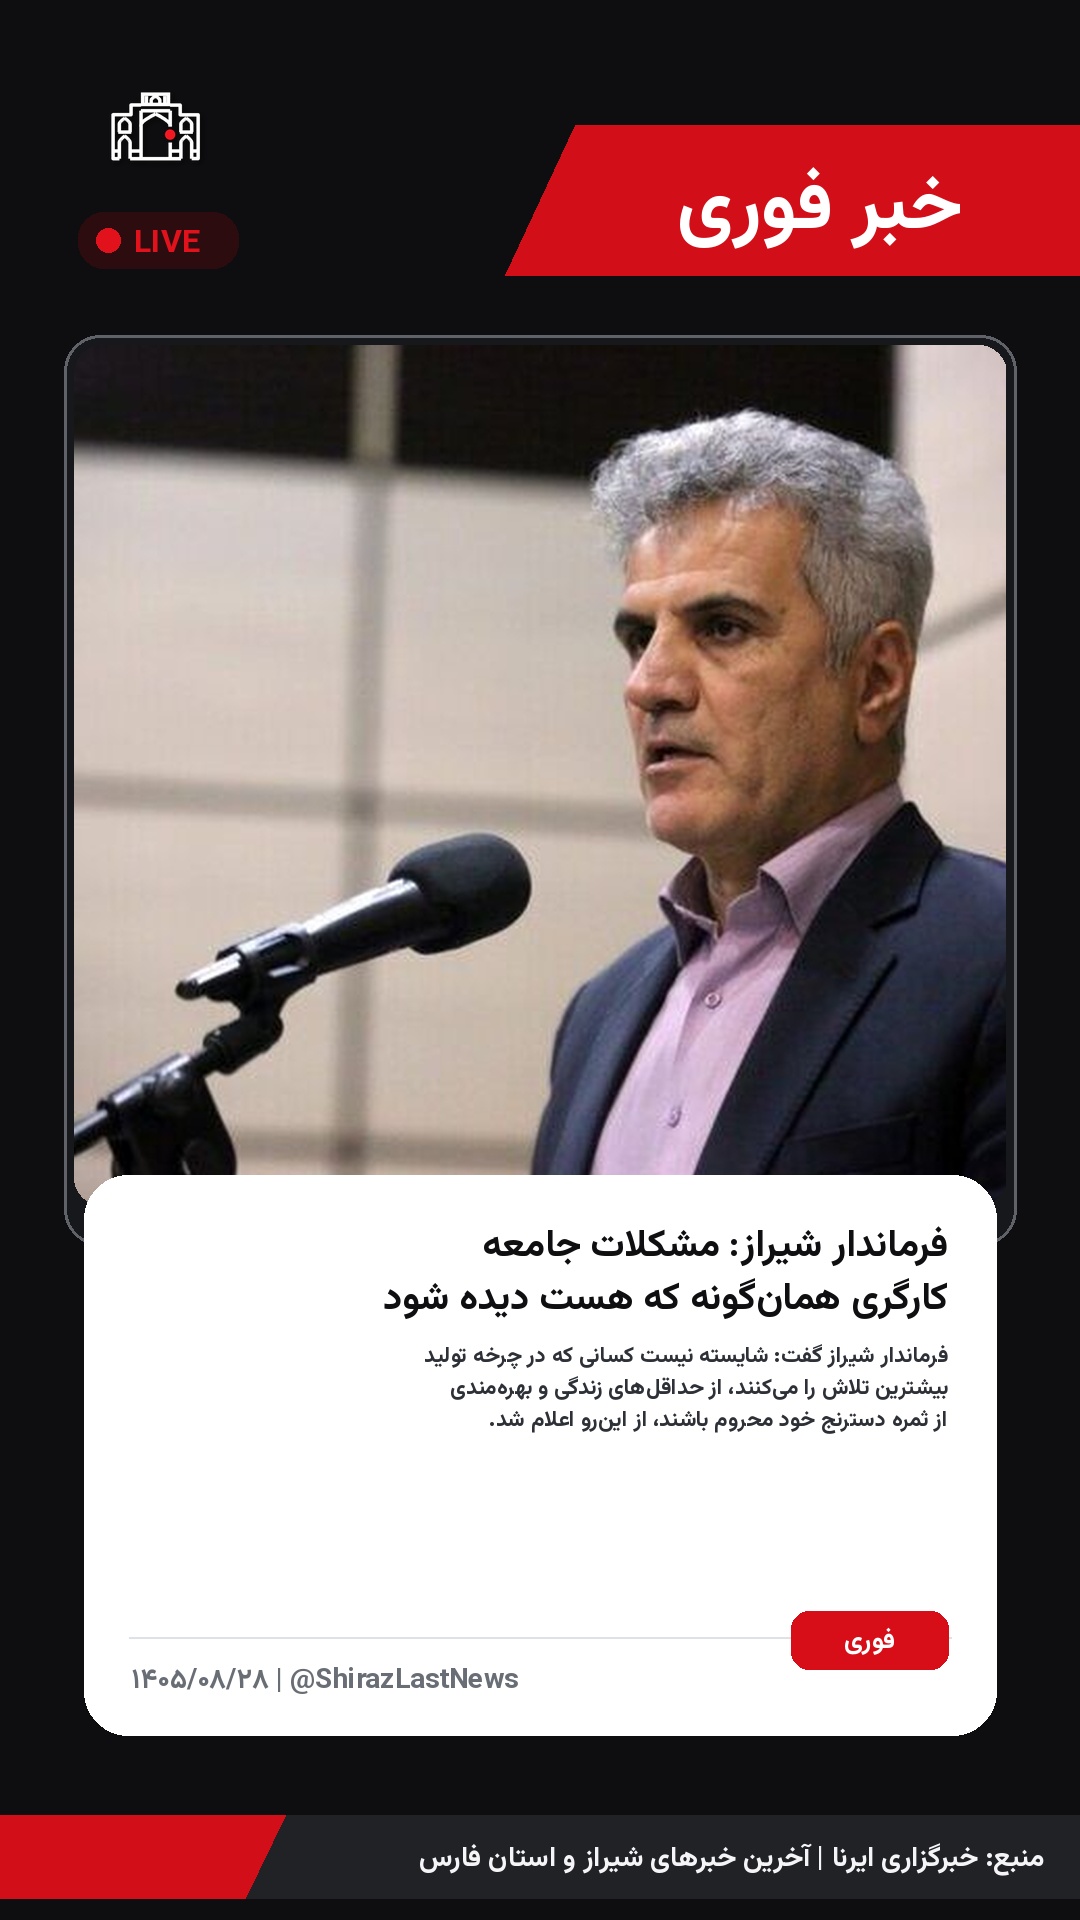 خبر فوری
LIVE
فرماندار شیراز: مشکلات جامعه
کارگری همان‌گونه که هست دیده شود
فرماندار شیراز گفت: شایسته نیست کسانی که در چرخه تولید
بیشترین تلاش را می‌کنند، از حداقل‌های زندگی و بهره‌مندی
از ثمره دسترنج خود محروم باشند، از این‌رو اعلام شد.
فوری
۱۴۰۵/۰۸/۲۸ | @ShirazLastNews
منبع: خبرگزاری ایرنا | آخرین خبرهای شیراز و استان فارس